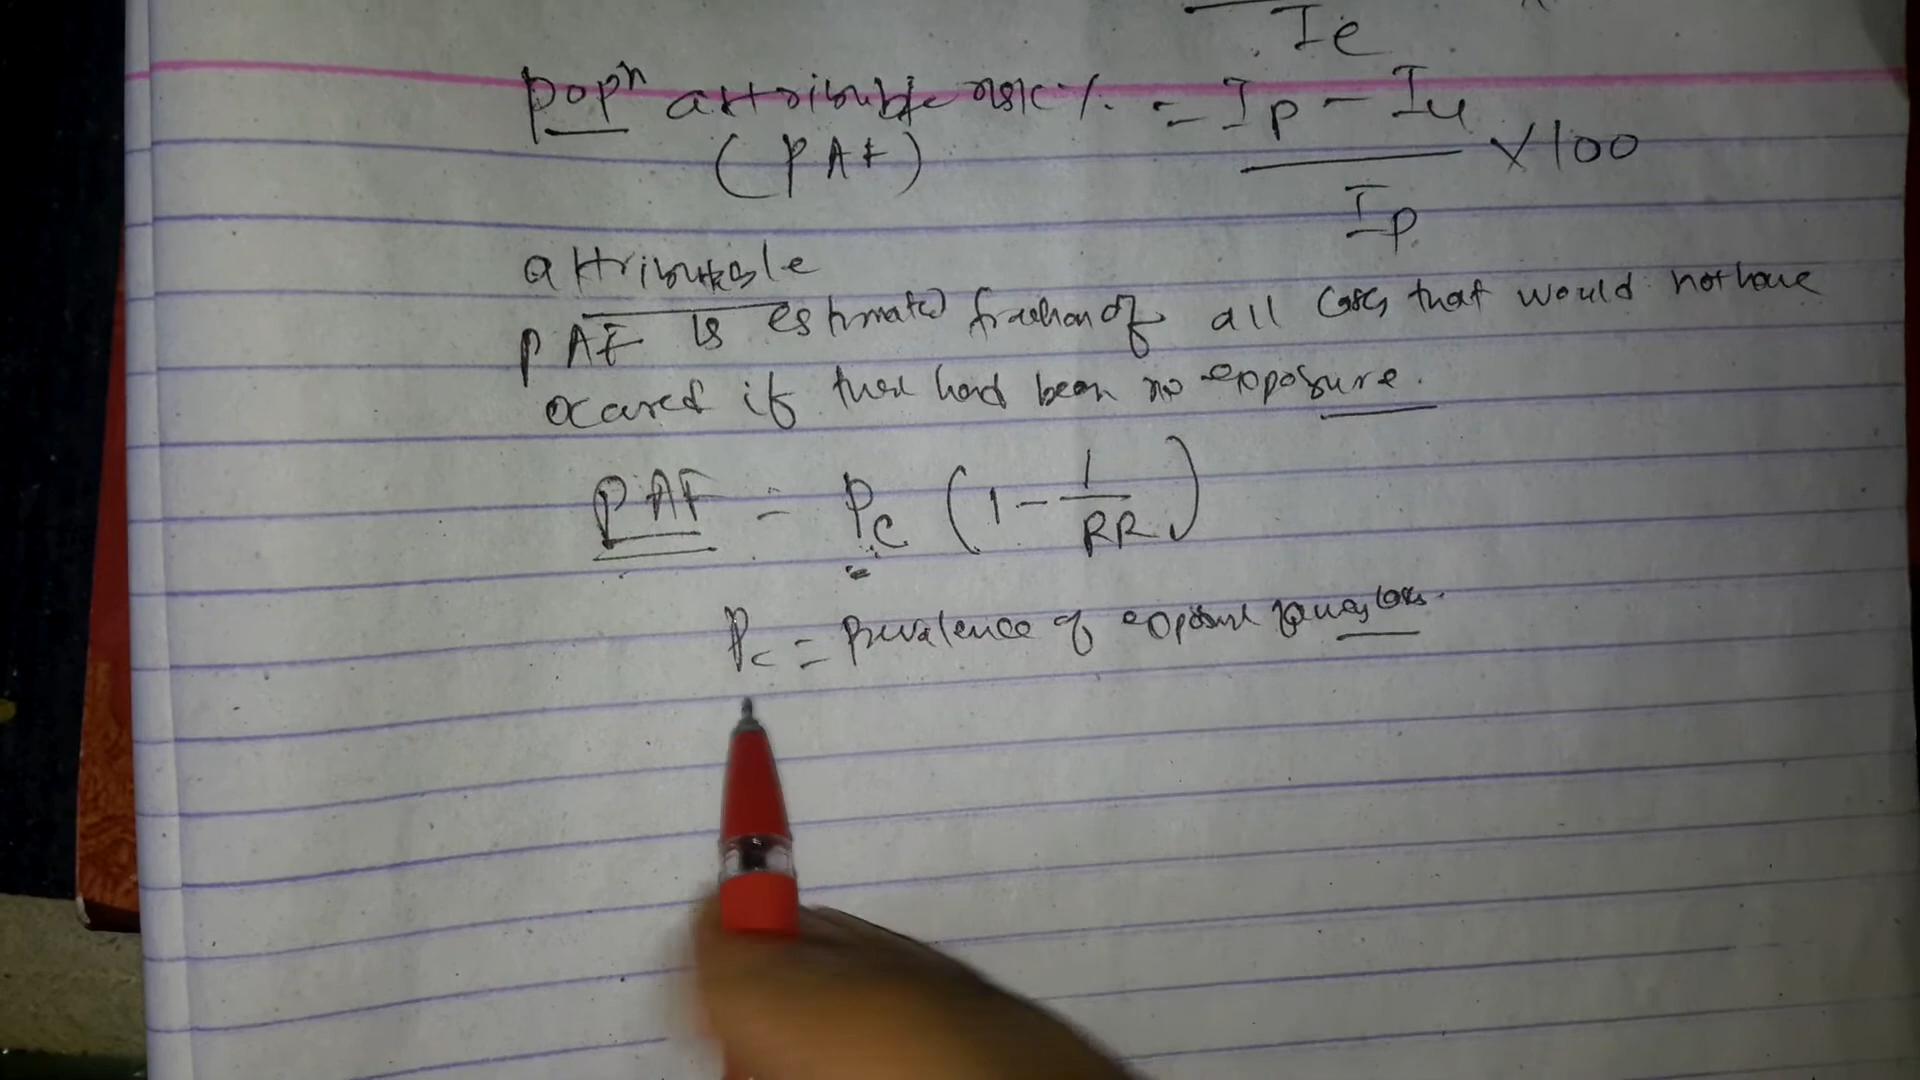 Ie
popn attributable risk % = Ip - Iu × 100
(PAF) Ip
attributable
PAF is estimated fraction of all cases that would not have
occured if there had been no exposure.
PAF = Pc (1 - 1/RR)
Pc = Prevalence of exposure cases.